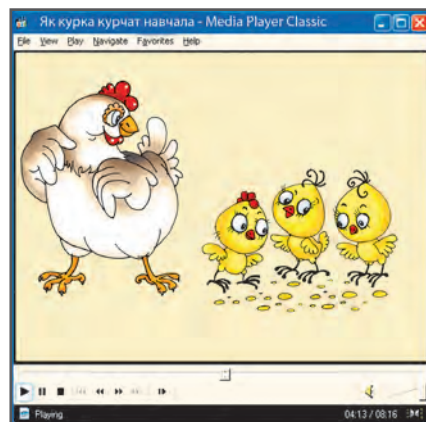 Як курка курчат навчала - Media Player Classic
File View Play Navigate Favorites Help
Playing 04:13 / 08:16